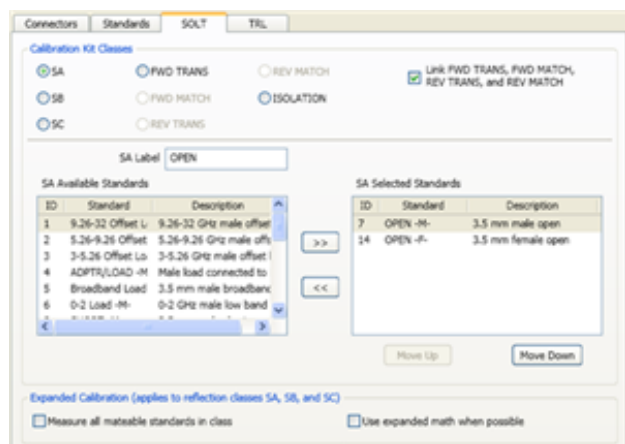 Connectors Standards SOLT TRL
Calibration Kit Classes
SA FWD TRANS REV MATCH Link FWD TRANS, FWD MATCH,
REV TRANS, and REV MATCH
SB FWD MATCH ISOLATION
SC REV TRANS
SA Label OPEN
SA Available Standards SA Selected Standards
ID Standard Description ID Standard Description
1 9.26-32 Offset L 9.26-32 GHz male offset 7 OPEN -M- 3.5 mm male open
2 5.26-9.26 Offset 5.26-9.26 GHz male offs >> 14 OPEN -F- 3.5 mm female open
3 3-5.26 Offset Lo 3-5.26 GHz male offset l
4 ADPTR/LOAD -M Male load connected to
5 Broadband Load 3.5 mm male broadband <<
6 0-2 Load -M- 0-2 GHz male low band
Move Up Move Down
Expanded Calibration (applies to reflection classes SA, SB, and SC)
Measure all mateable standards in class Use expanded math when possible